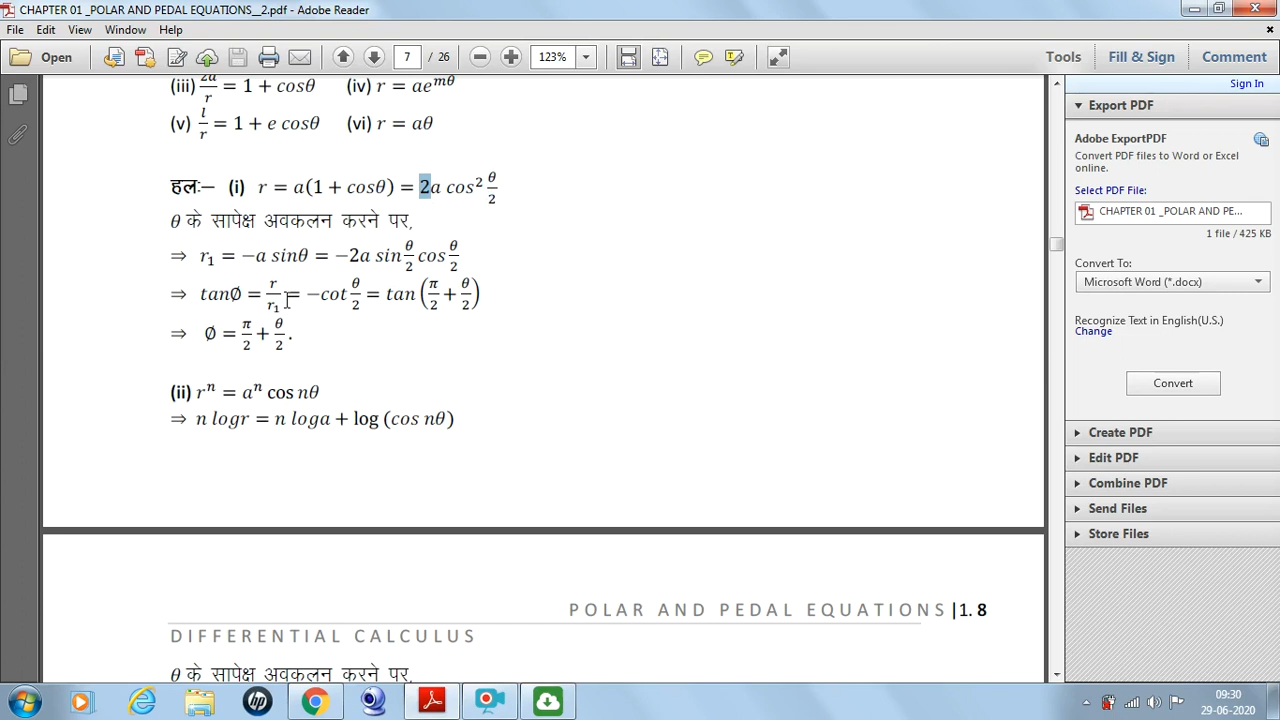 CHAPTER 01 _POLAR AND PEDAL EQUATIONS__2.pdf - Adobe Reader
File Edit View Window Help
Open 7 / 26 123% Tools Fill & Sign Comment
Sign In
(iii) 2a/r = 1 + cosθ (iv) r = ae^mθ
(v) l/r = 1 + e cosθ (vi) r = aθ
हलः− (i) r = a(1 + cosθ) = 2a cos² θ/2
θ के सापेक्ष अवकलन करने पर,
⇒ r₁ = −a sinθ = −2a sin θ/2 cos θ/2
⇒ tan∅ = r/r₁ = −cot θ/2 = tan (π/2 + θ/2)
⇒ ∅ = π/2 + θ/2.
(ii) rⁿ = aⁿ cos nθ
⇒ n logr = n loga + log (cos nθ)
POLAR AND PEDAL EQUATIONS |1. 8
DIFFERENTIAL CALCULUS
θ के सापेक्ष अवकलन करने पर,
Export PDF
Adobe ExportPDF
Convert PDF files to Word or Excel
online.
Select PDF File:
CHAPTER 01 _POLAR AND PE...
1 file / 425 KB
Convert To:
Microsoft Word (*.docx)
Recognize Text in English(U.S.)
Change
Convert
Create PDF
Edit PDF
Combine PDF
Send Files
Store Files
hp
09:30
29-06-2020